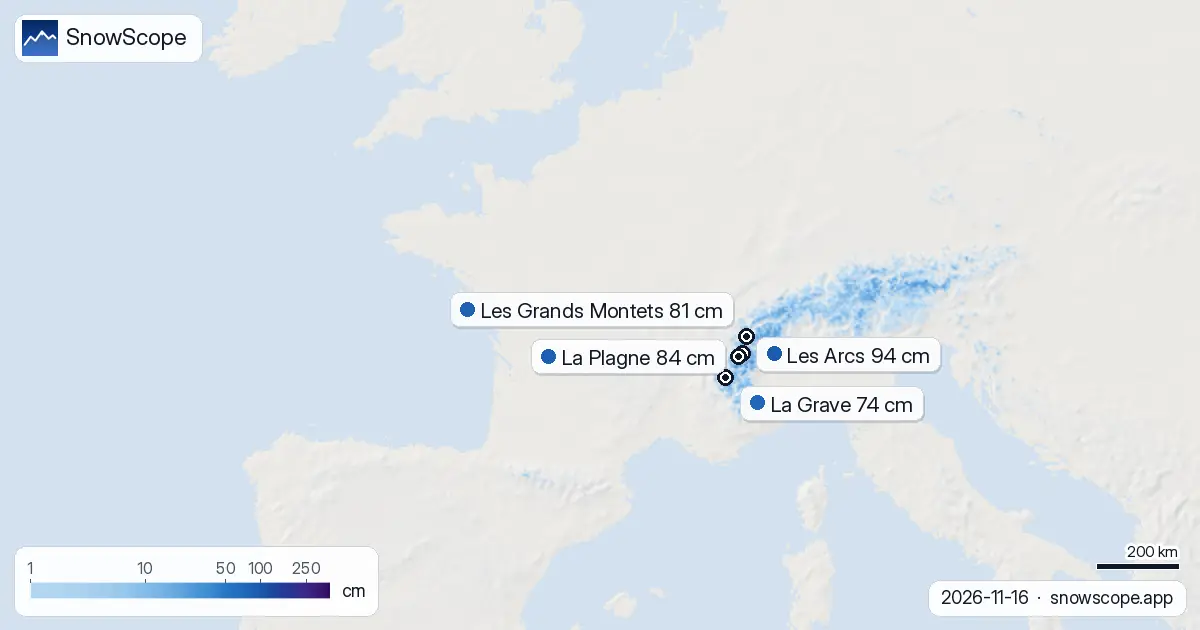 SnowScope
Les Grands Montets 81 cm
La Plagne 84 cm
Les Arcs 94 cm
La Grave 74 cm
1 10 50 100 250
cm
200 km
2026-11-16 · snowscope.app